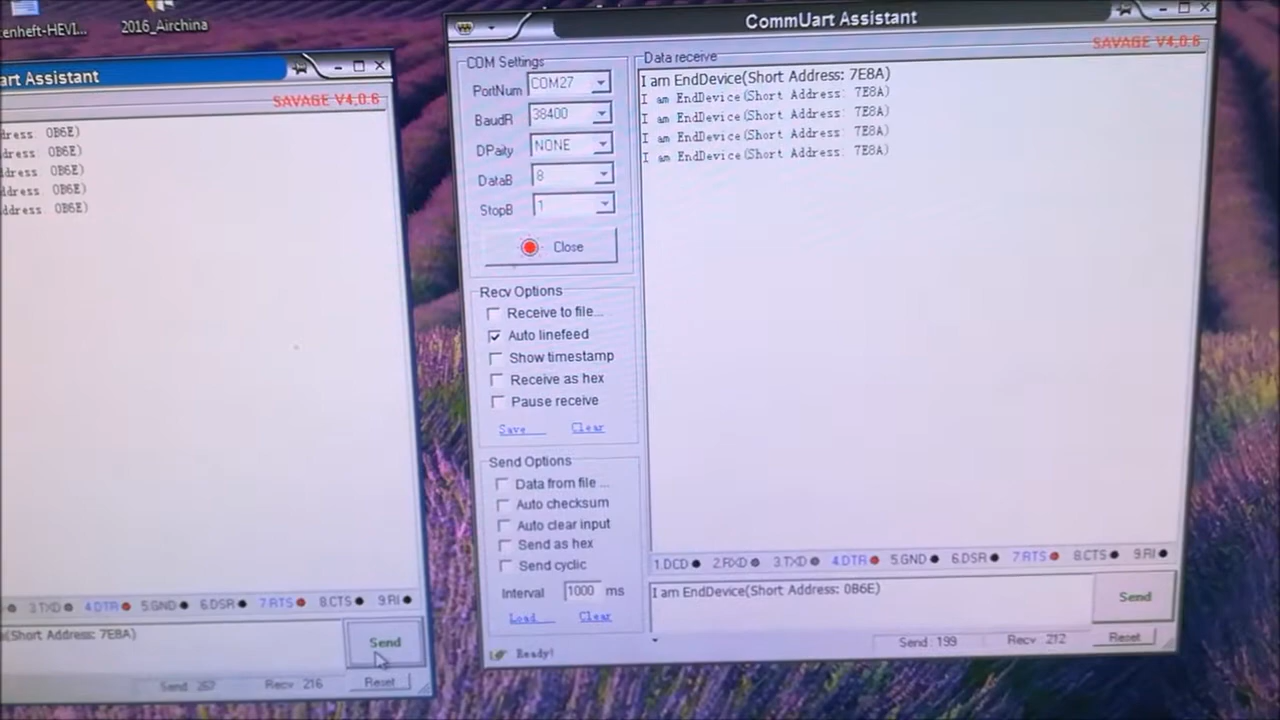 enheft-HEVI...
2016_Airchina
art Assistant
SAVAGE V4.0.6
dress: 0B6E)
dress: 0B6E)
dress: 0B6E)
dress: 0B6E)
ddress: 0B6E)
3.TXD 4.DTR 5.GND 6.DSR 7.RTS 8.CTS 9.RI
(Short Address: 7E8A)
Send
Send : 267 Recv : 216 Reset
CommUart Assistant
SAVAGE V4.0.6
COM Settings
PortNum COM27
BaudR 38400
DPaity NONE
DataB 8
StopB 1
Close
Recv Options
Receive to file...
Auto linefeed
Show timestamp
Receive as hex
Pause receive
Save Clear
Send Options
Data from file ...
Auto checksum
Auto clear input
Send as hex
Send cyclic
Interval 1000 ms
Load Clear
Data receive
I am EndDevice(Short Address: 7E8A)
I am EndDevice(Short Address: 7E8A)
I am EndDevice(Short Address: 7E8A)
I am EndDevice(Short Address: 7E8A)
I am EndDevice(Short Address: 7E8A)
1.DCD 2.RXD 3.TXD 4.DTR 5.GND 6.DSR 7.RTS 8.CTS 9.RI
I am EndDevice(Short Address: 0B6E)
Send
Ready!
Send : 199 Recv : 212 Reset